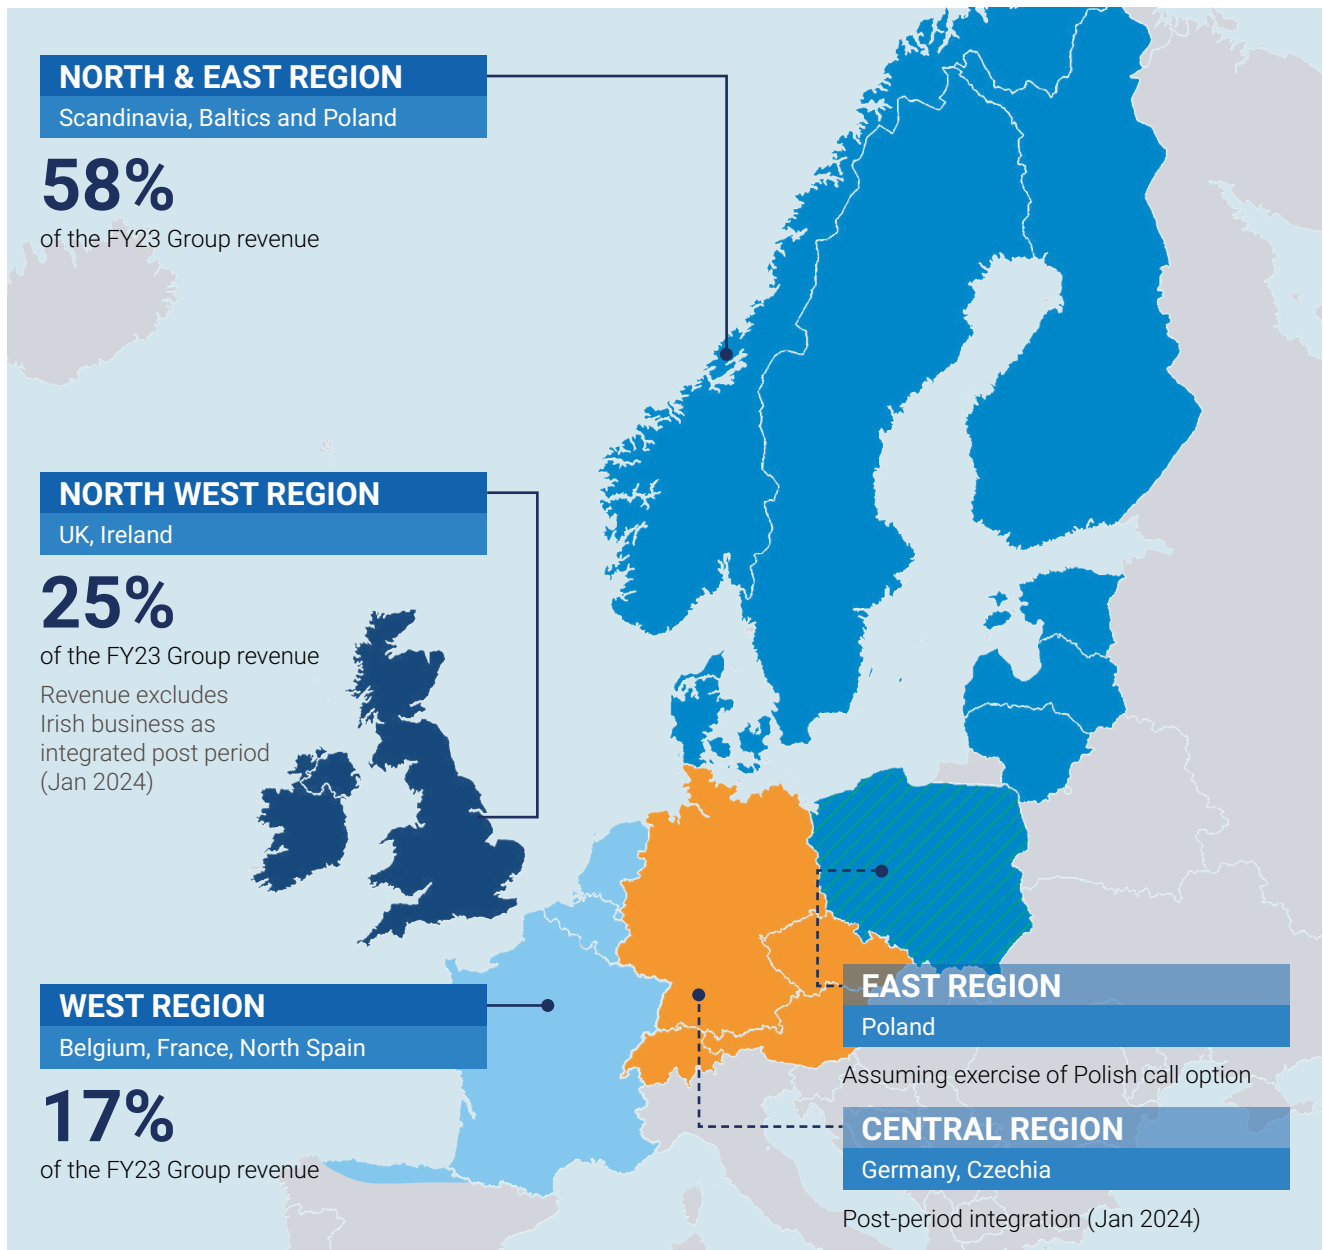 NORTH & EAST REGION
Scandinavia, Baltics and Poland
58%
of the FY23 Group revenue
NORTH WEST REGION
UK, Ireland
25%
of the FY23 Group revenue
Revenue excludes
Irish business as
integrated post period
(Jan 2024)
WEST REGION
Belgium, France, North Spain
17%
of the FY23 Group revenue
EAST REGION
Poland
Assuming exercise of Polish call option
CENTRAL REGION
Germany, Czechia
Post-period integration (Jan 2024)